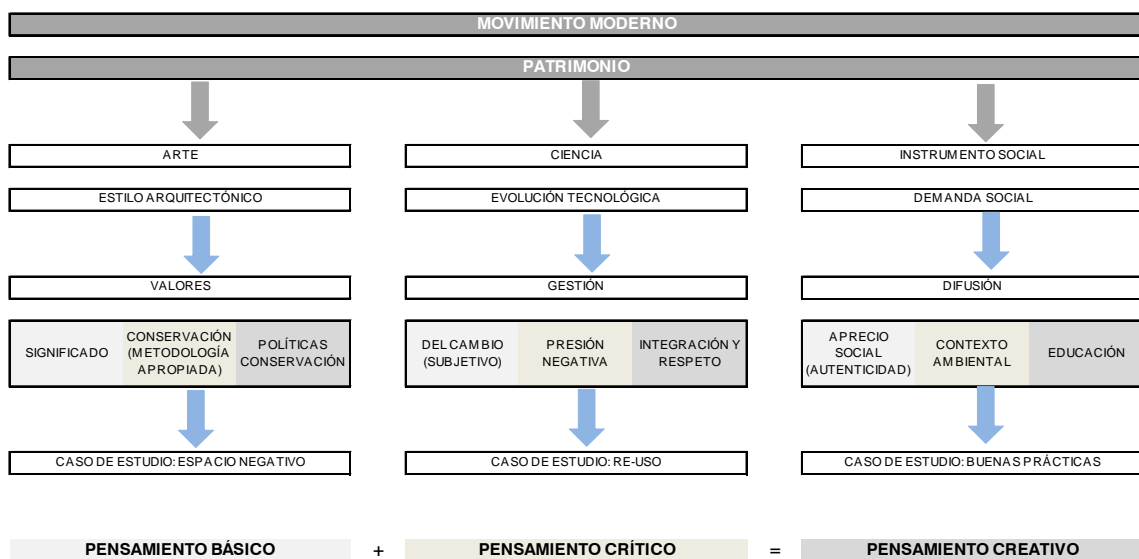 MOVIMIENTO MODERNO
PATRIMONIO
ARTE
CIENCIA
INSTRUMENTO SOCIAL
ESTILO ARQUITECTÓNICO
EVOLUCIÓN TECNOLÓGICA
DEMANDA SOCIAL
VALORES
GESTIÓN
DIFUSIÓN
SIGNIFICADO
CONSERVACIÓN
(METODOLOGÍA
APROPIADA)
POLÍTICAS
CONSERVACIÓN
DEL CAMBIO
(SUBJETIVO)
PRESIÓN
NEGATIVA
INTEGRACIÓN Y
RESPETO
APRECIO
SOCIAL
(AUTENTICIDAD)
CONTEXTO
AMBIENTAL
EDUCACIÓN
CASO DE ESTUDIO: ESPACIO NEGATIVO
CASO DE ESTUDIO: RE-USO
CASO DE ESTUDIO: BUENAS PRÁCTICAS
PENSAMIENTO BÁSICO + PENSAMIENTO CRÍTICO = PENSAMIENTO CREATIVO